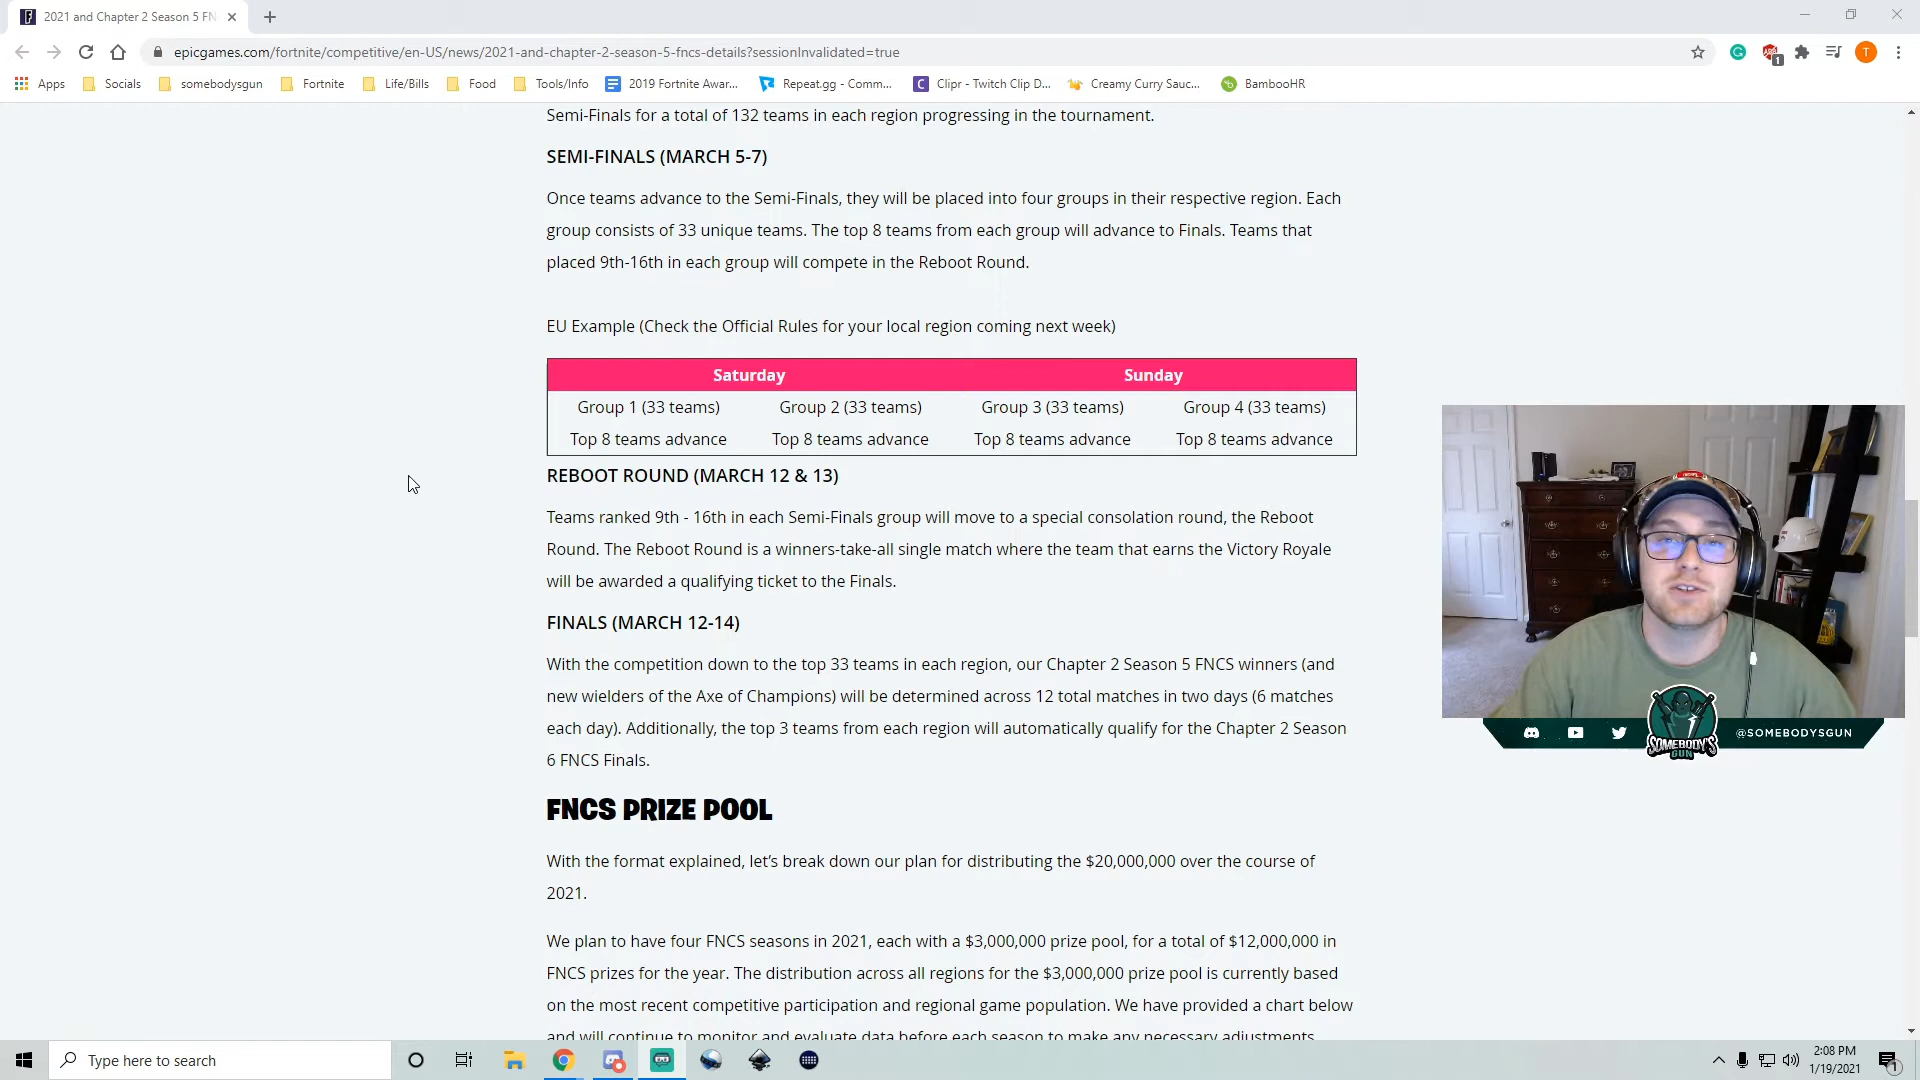 2021 and Chapter 2 Season 5 FN
epicgames.com/fortnite/competitive/en-US/news/2021-and-chapter-2-season-5-fncs-details?sessionInvalidated=true
Apps Socials somebodysgun Fortnite Life/Bills Food Tools/Info 2019 Fortnite Awar... Repeat.gg - Comm... Clipr - Twitch Clip D... Creamy Curry Sauc... BambooHR
Semi-Finals for a total of 132 teams in each region progressing in the tournament.
SEMI-FINALS (MARCH 5-7)
Once teams advance to the Semi-Finals, they will be placed into four groups in their respective region. Each
group consists of 33 unique teams. The top 8 teams from each group will advance to Finals. Teams that
placed 9th-16th in each group will compete in the Reboot Round.
EU Example (Check the Official Rules for your local region coming next week)
Saturday Sunday
Group 1 (33 teams) Group 2 (33 teams) Group 3 (33 teams) Group 4 (33 teams)
Top 8 teams advance Top 8 teams advance Top 8 teams advance Top 8 teams advance
REBOOT ROUND (MARCH 12 & 13)
Teams ranked 9th - 16th in each Semi-Finals group will move to a special consolation round, the Reboot
Round. The Reboot Round is a winners-take-all single match where the team that earns the Victory Royale
will be awarded a qualifying ticket to the Finals.
FINALS (MARCH 12-14)
With the competition down to the top 33 teams in each region, our Chapter 2 Season 5 FNCS winners (and
new wielders of the Axe of Champions) will be determined across 12 total matches in two days (6 matches
each day). Additionally, the top 3 teams from each region will automatically qualify for the Chapter 2 Season
6 FNCS Finals.
SOMEBODY'S GUN
@SOMEBODYSGUN
FNCS PRIZE POOL
With the format explained, let's break down our plan for distributing the $20,000,000 over the course of
2021.
We plan to have four FNCS seasons in 2021, each with a $3,000,000 prize pool, for a total of $12,000,000 in
FNCS prizes for the year. The distribution across all regions for the $3,000,000 prize pool is currently based
on the most recent competitive participation and regional game population. We have provided a chart below
and will continue to monitor and evaluate data before each season to make any necessary adjustments
Type here to search
2:08 PM
1/19/2021